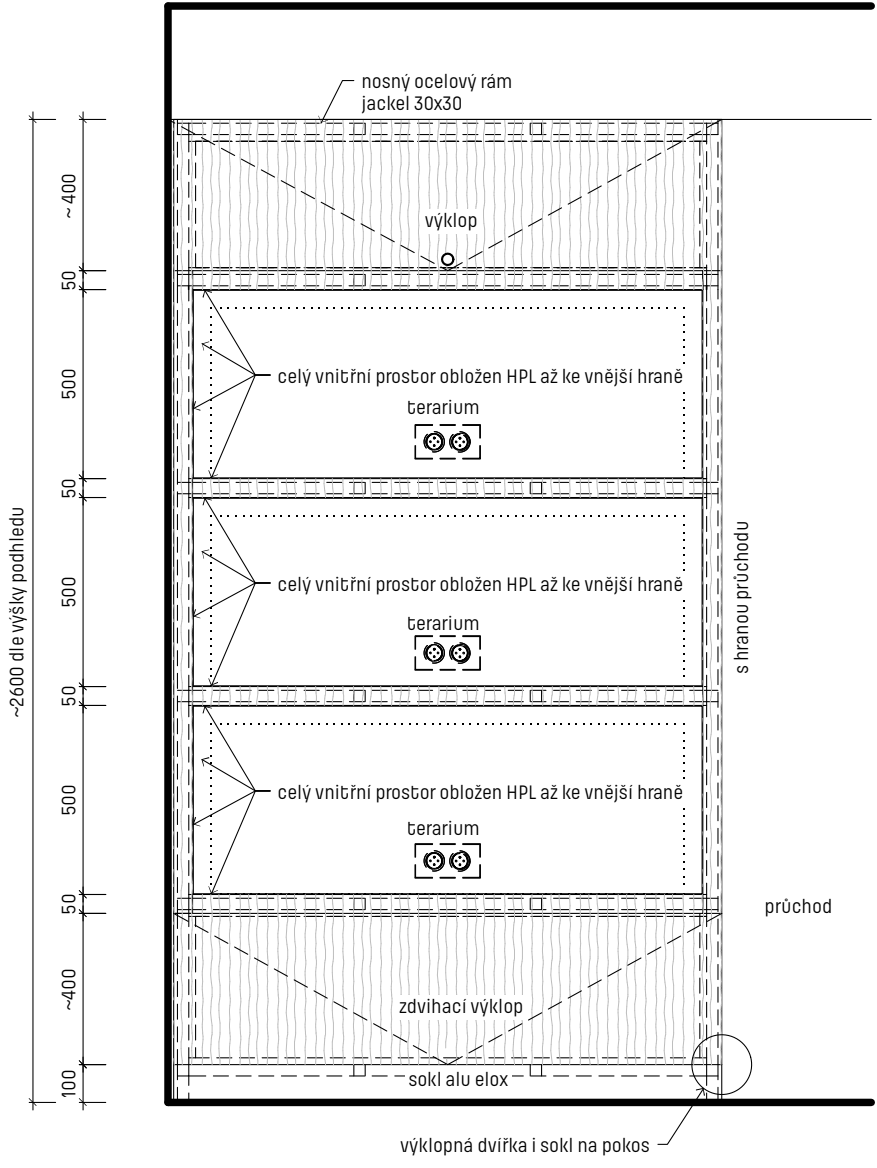 nosný ocelový rám
jackel 30x30
~ 400
výklop
50
500
celý vnitřní prostor obložen HPL až ke vnější hraně
terarium
50
~2600 dle výšky podhledu
500
celý vnitřní prostor obložen HPL až ke vnější hraně
terarium
s hranou průchodu
50
500
celý vnitřní prostor obložen HPL až ke vnější hraně
terarium
50
průchod
~400
zdvihací výklop
100
sokl alu elox
výklopná dvířka i sokl na pokos